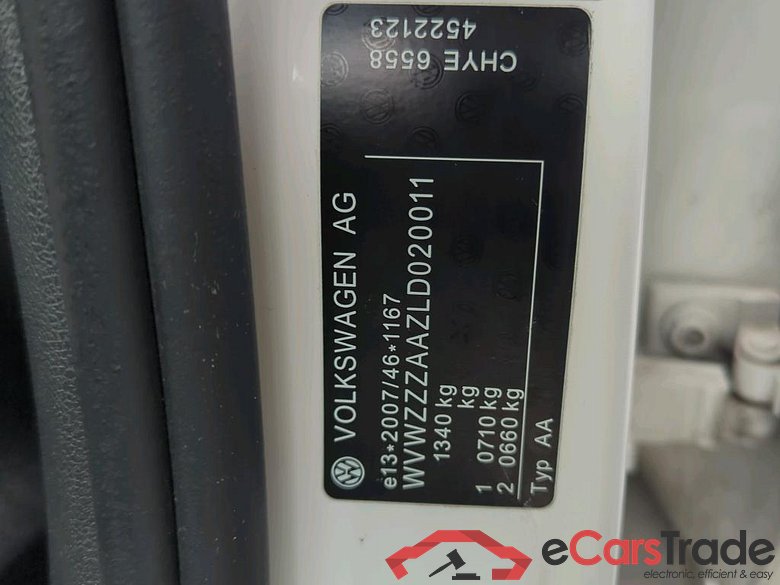 VOLKSWAGEN AG
e13*2007/46*1167
WVWZZZAAZLD020011
1340 kg
kg
1 0710 kg
2 0660 kg
Typ AA
CHYE 6558
4522123
eCarsTrade
electronic, efficient & easy